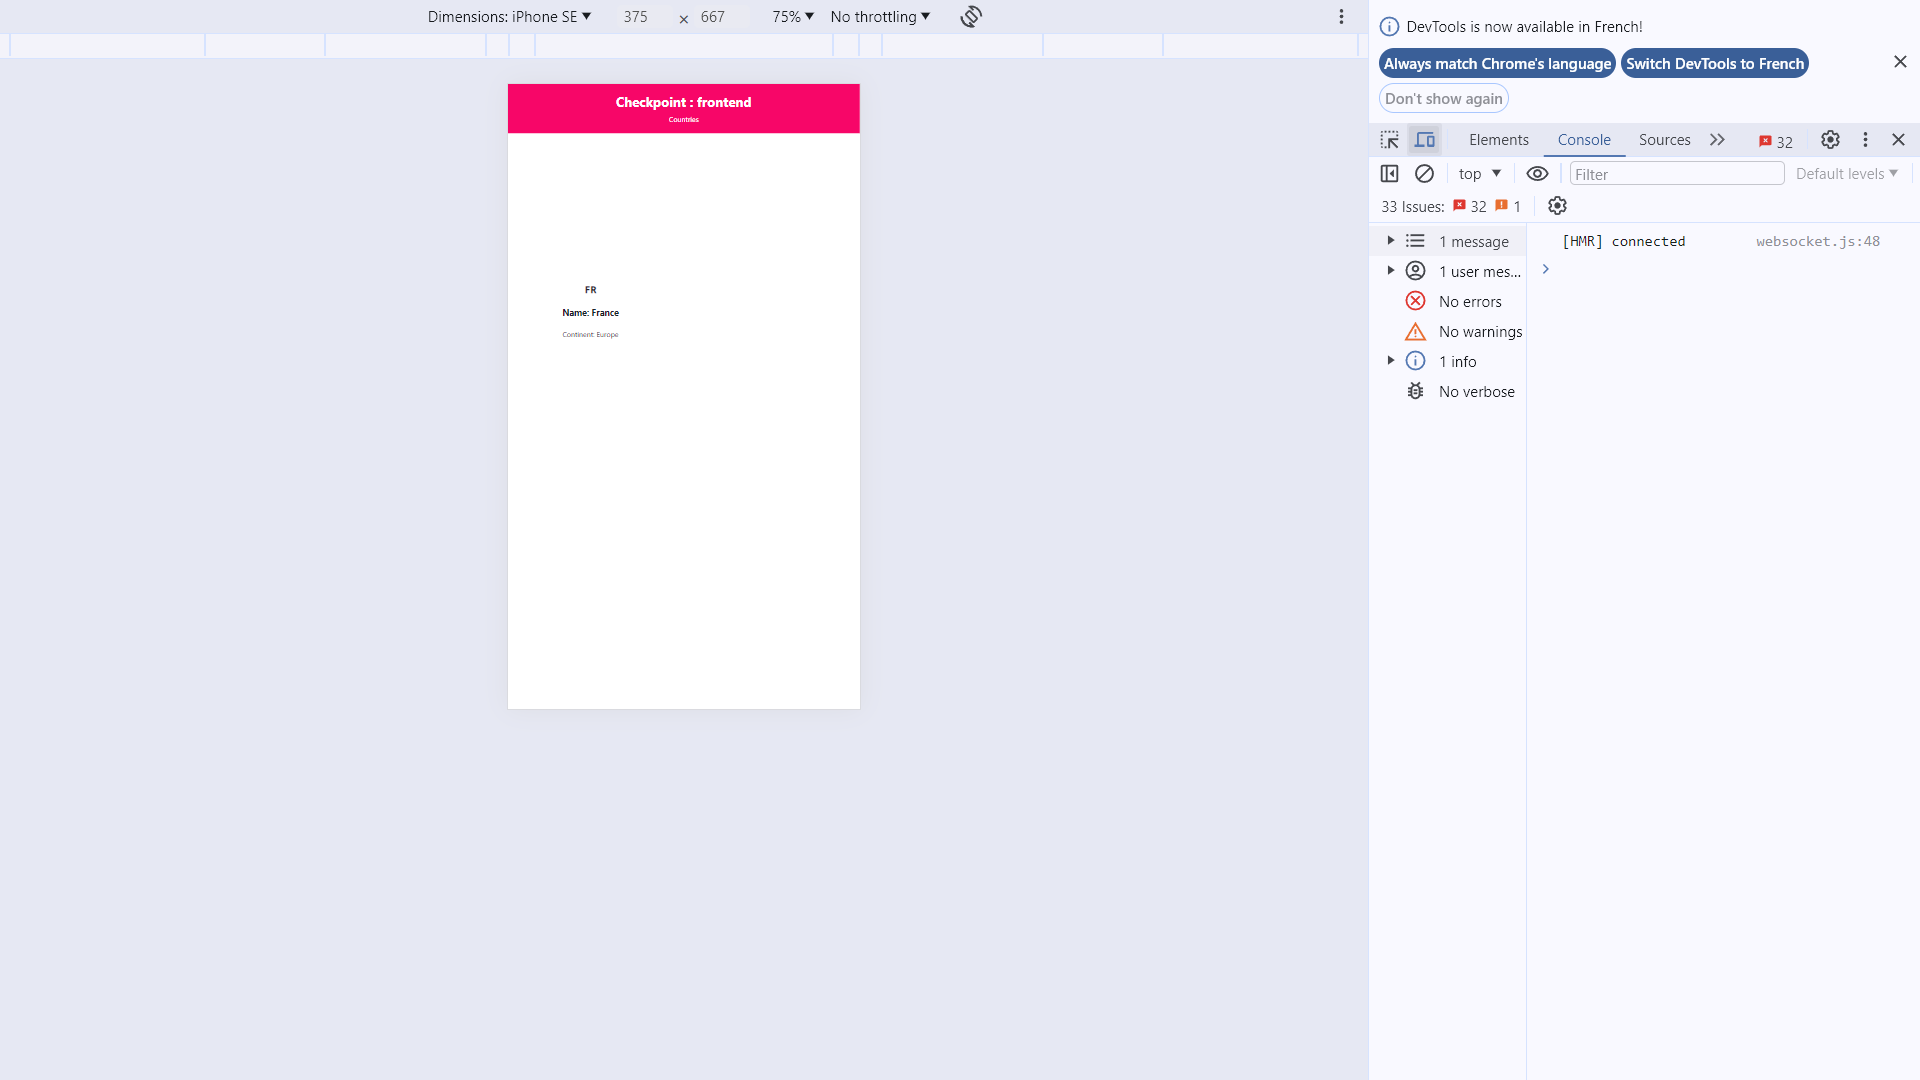 Dimensions: iPhone SE 375 × 667 75% No throttling
Checkpoint : frontend
Countries
FR
Name: France
Continent: Europe
DevTools is now available in French!
Always match Chrome's language Switch DevTools to French
Don't show again
Elements Console Sources 32
top Filter Default levels
33 Issues: 32 1
1 message
1 user mes...
No errors
No warnings
1 info
No verbose
[HMR] connected websocket.js:48